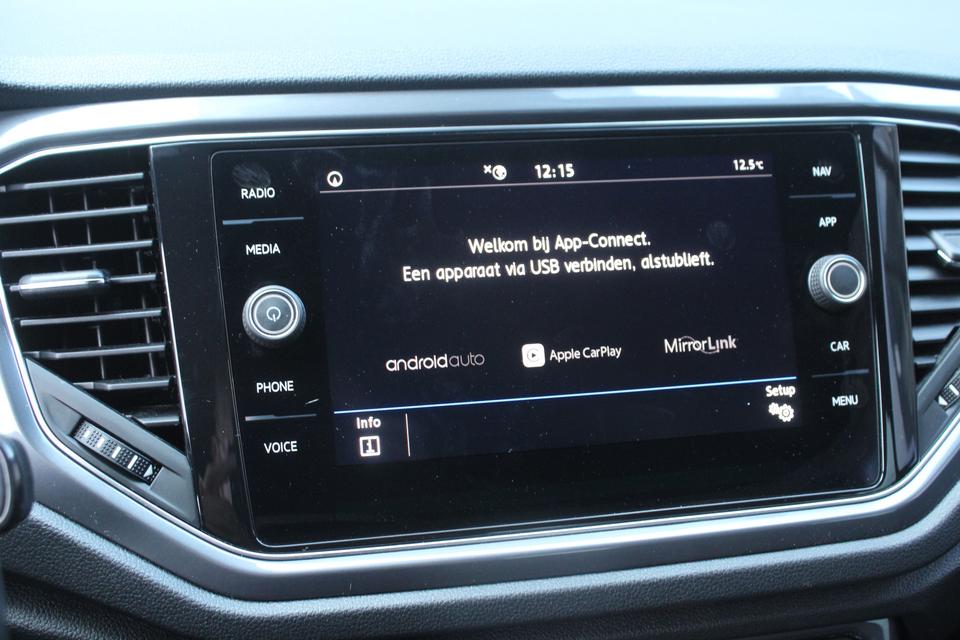 RADIO
MEDIA
PHONE
VOICE
12:15
12.5°C
Welkom bij App-Connect.
Een apparaat via USB verbinden, alstublieft.
androidauto
Apple CarPlay
MirrorLink
Info
i
Setup
NAV
APP
CAR
MENU